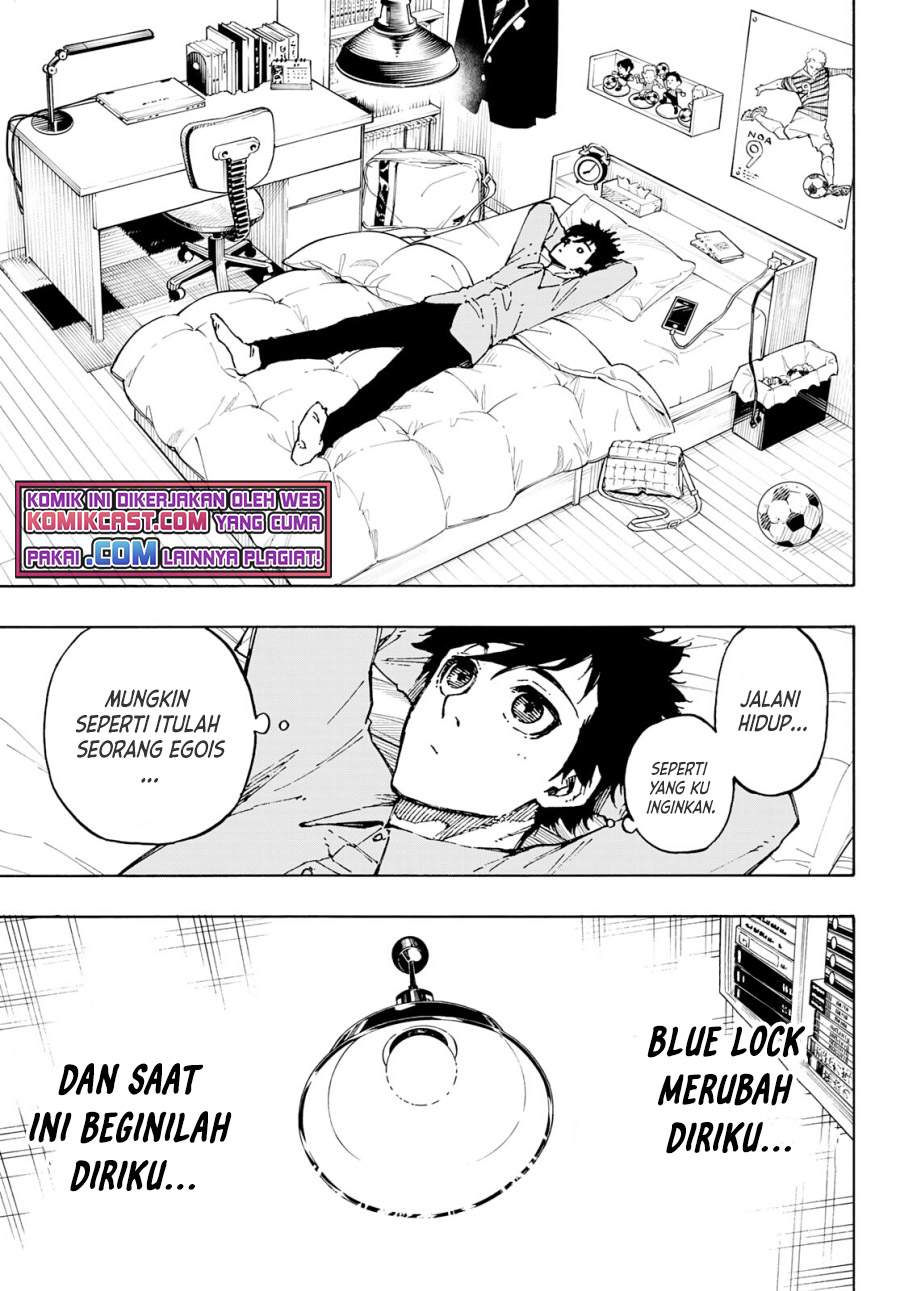 NOA
9
KOMIK INI DIKERJAKAN OLEH WEB
KOMIKCAST.COM YANG CUMA
PAKAI .COM LAINNYA PLAGIAT!
JALANI
HIDUP...
SEPERTI
YANG KU
INGINKAN.
MUNGKIN
SEPERTI ITULAH
SEORANG EGOIS
...
BLUE LOCK
MERUBAH
DIRIKU...
DAN SAAT
INI BEGINILAH
DIRIKU...